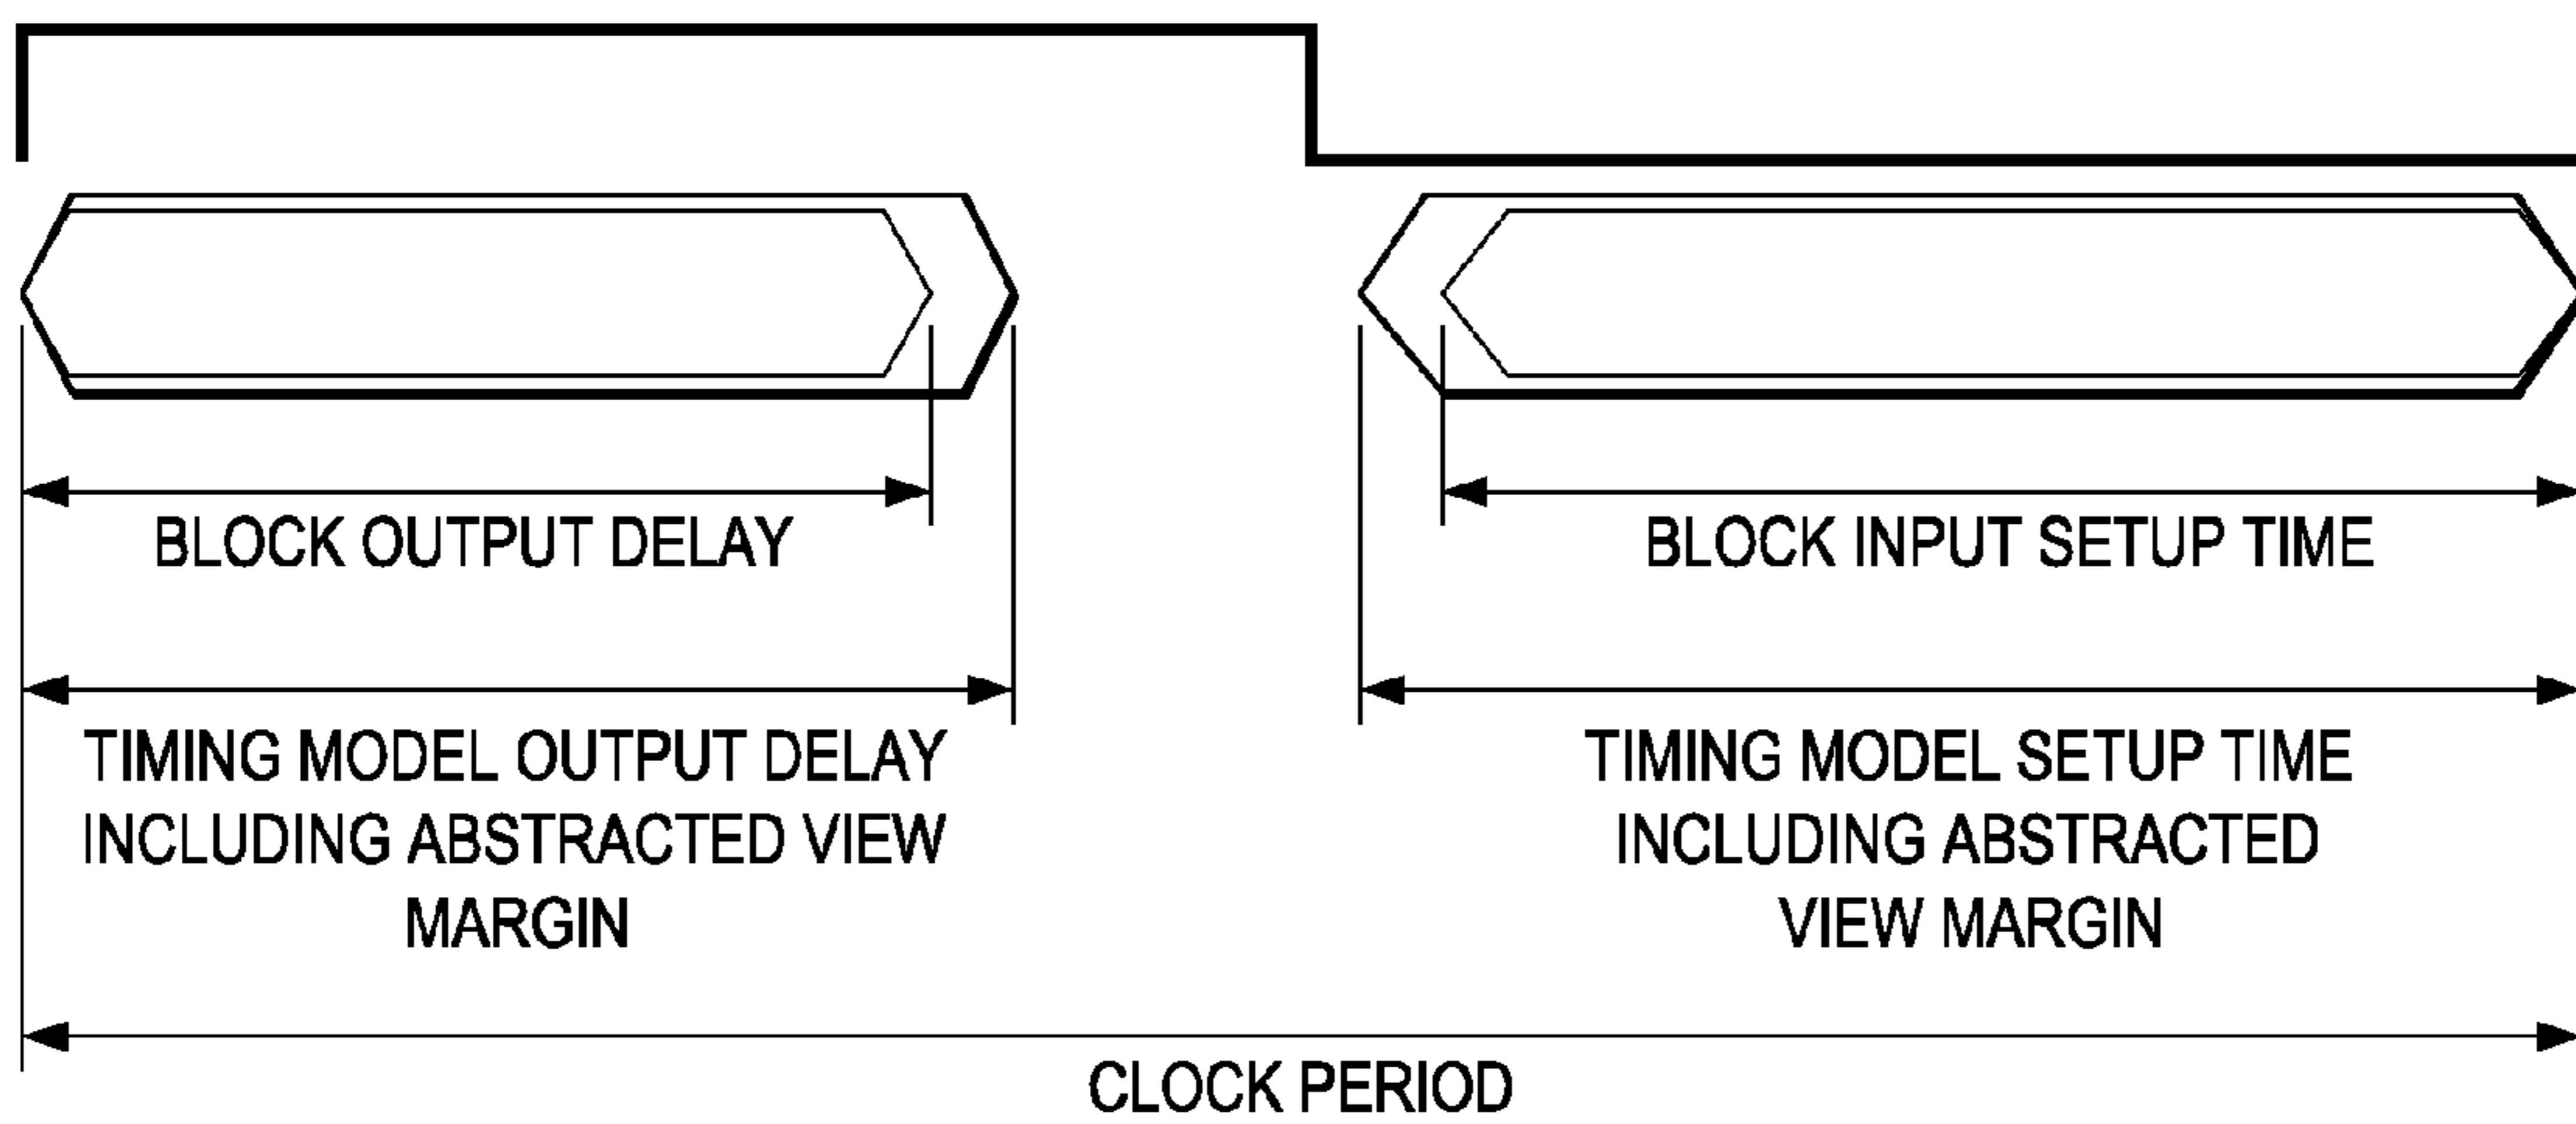 BLOCK OUTPUT DELAY
BLOCK INPUT SETUP TIME
TIMING MODEL OUTPUT DELAY
INCLUDING ABSTRACTED VIEW
MARGIN
TIMING MODEL SETUP TIME
INCLUDING ABSTRACTED
VIEW MARGIN
CLOCK PERIOD